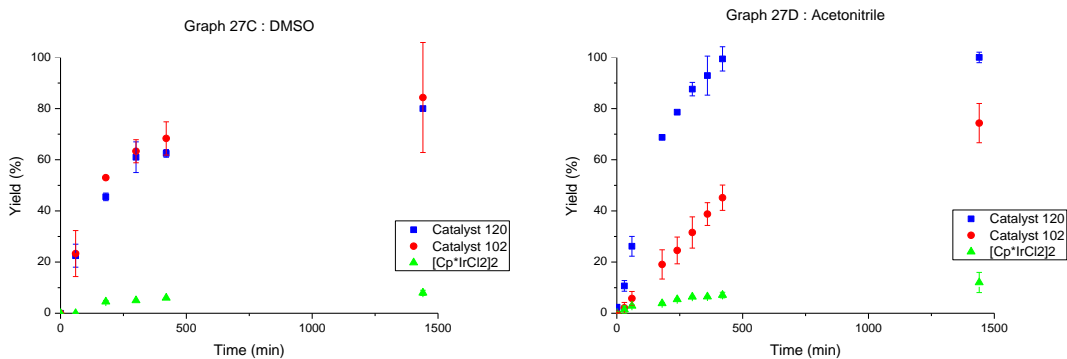 Graph 27C : DMSO
100
80
60
40
20
0
Yield (%)
0
500
1000
1500
Time (min)
Catalyst 120
Catalyst 102
[Cp*IrCl2]2
Graph 27D : Acetonitrile
100
80
60
40
20
0
Yield (%)
0
500
1000
1500
Time (min)
Catalyst 120
Catalyst 102
[Cp*IrCl2]2